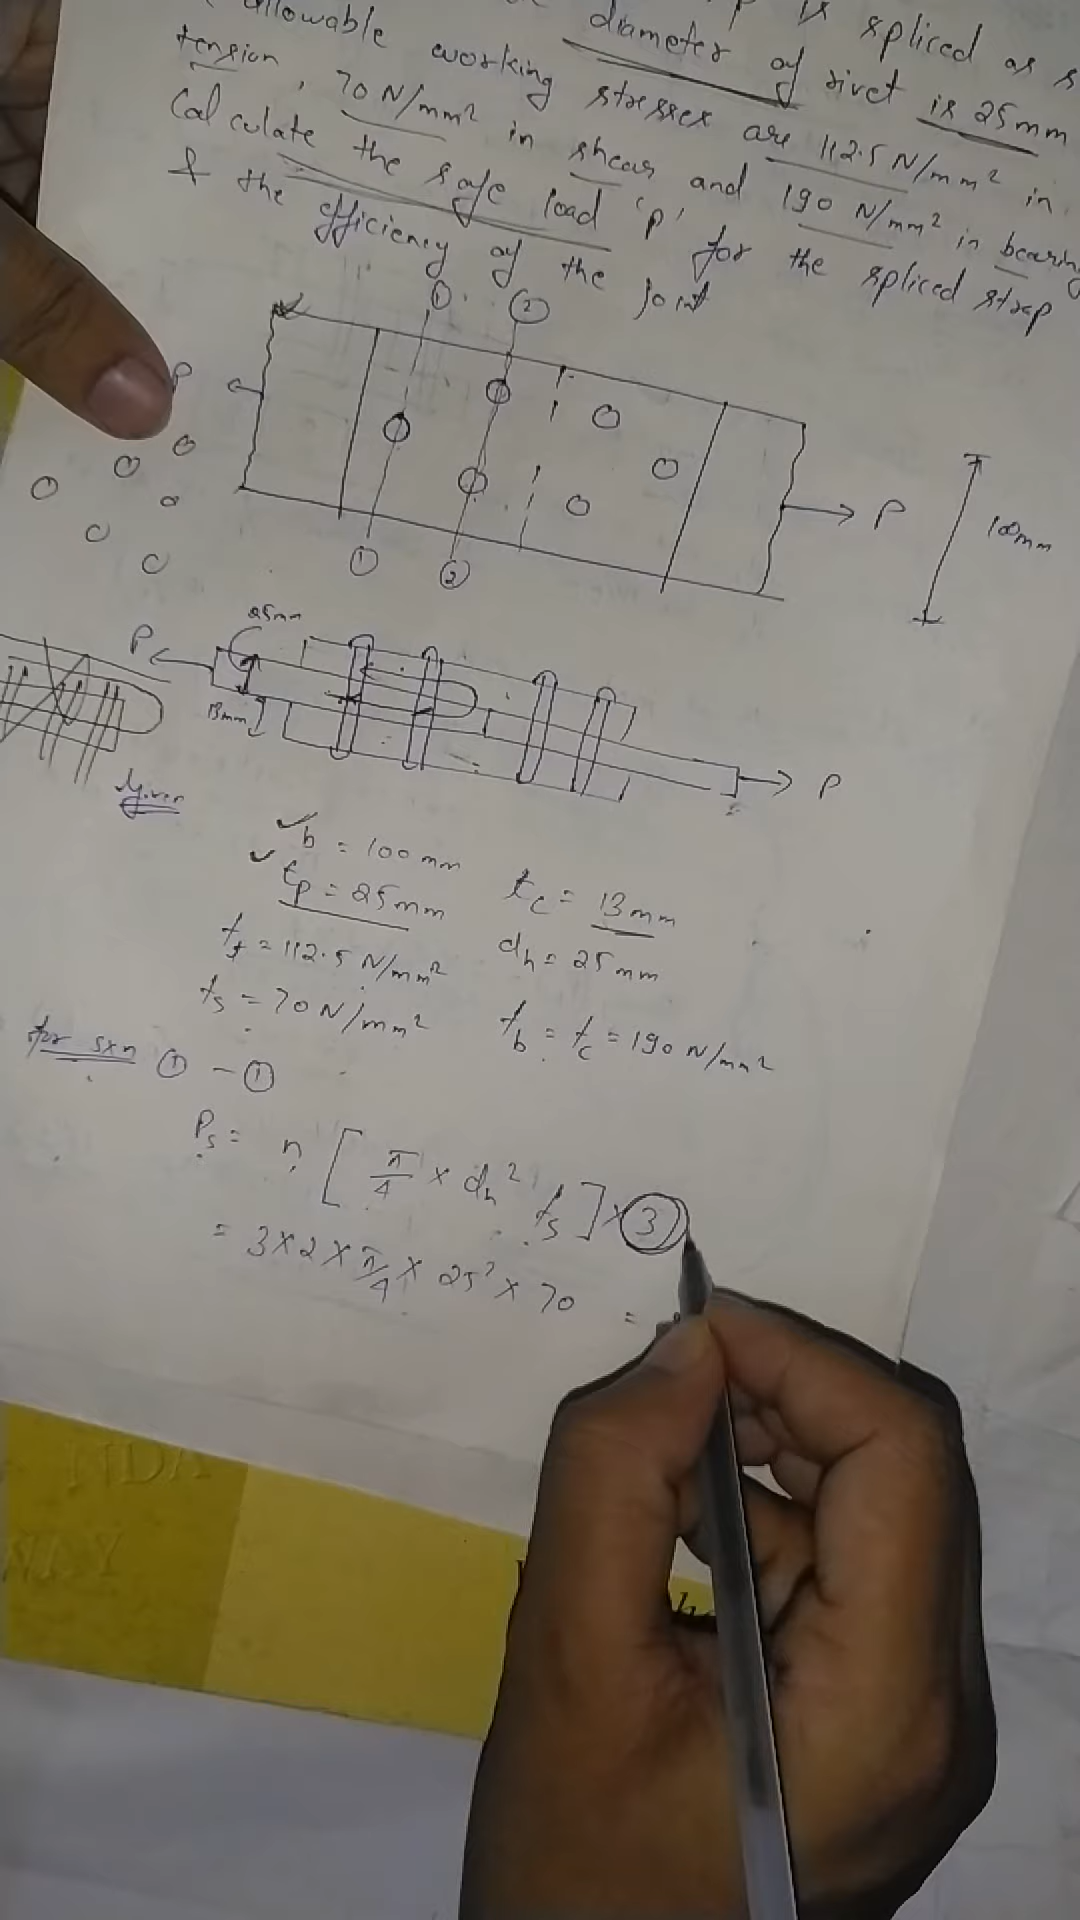 P is spliced as s
diameter of rivet is 25mm
allowable working stresses are 112.5 N/mm² in
tension, 70 N/mm² in shear and 190 N/mm² in bearing
Calculate the safe load 'p' for the spliced strap
& the efficiency of the joint
① ②
P
P
100mm
① ②
25mm
P
13mm
P
Given
b = 100 mm tc = 13mm
tp = 25mm dh = 25mm
ft = 112.5 N/mm²
fs = 70 N/mm² fb = fc = 190 N/mm²
for sxn ① - ①
Ps = n [ π/4 × dh² fs ] × 3
= 3×2×π/4 × 25² × 70 =
NDA
WAY